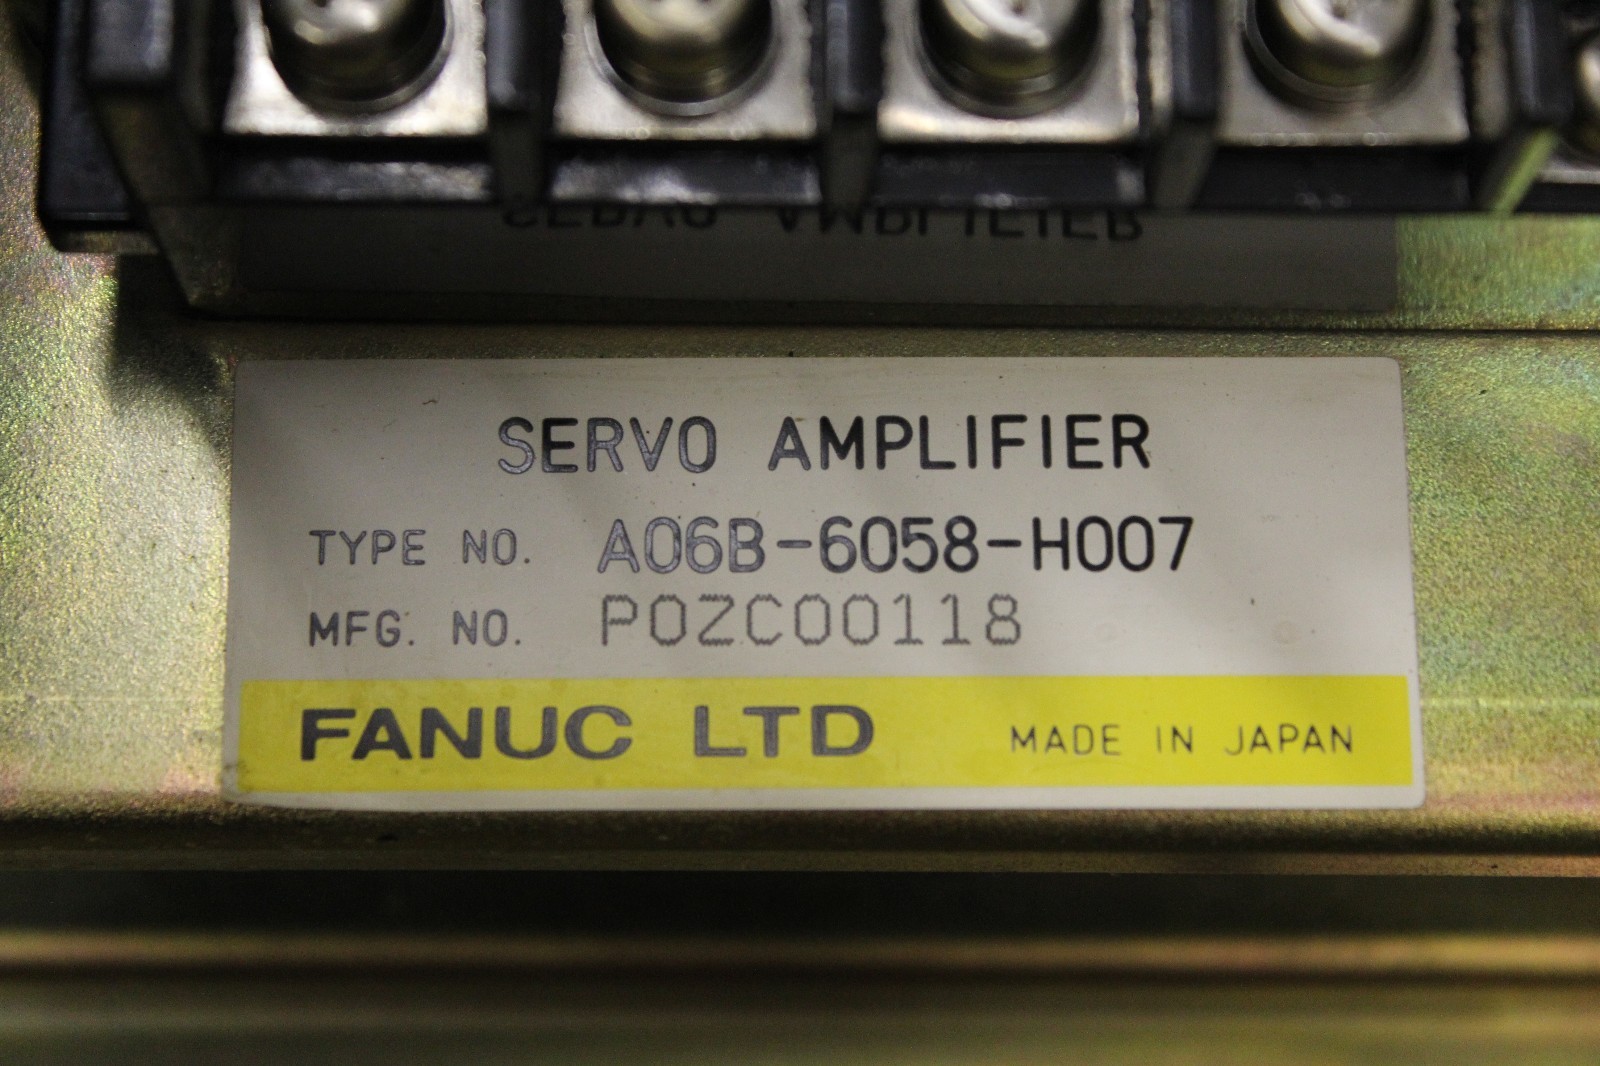 SERVO AMPLIFIER
TYPE NO. A06B-6058-H007
MFG. NO. P0ZC00118
FANUC LTD MADE IN JAPAN